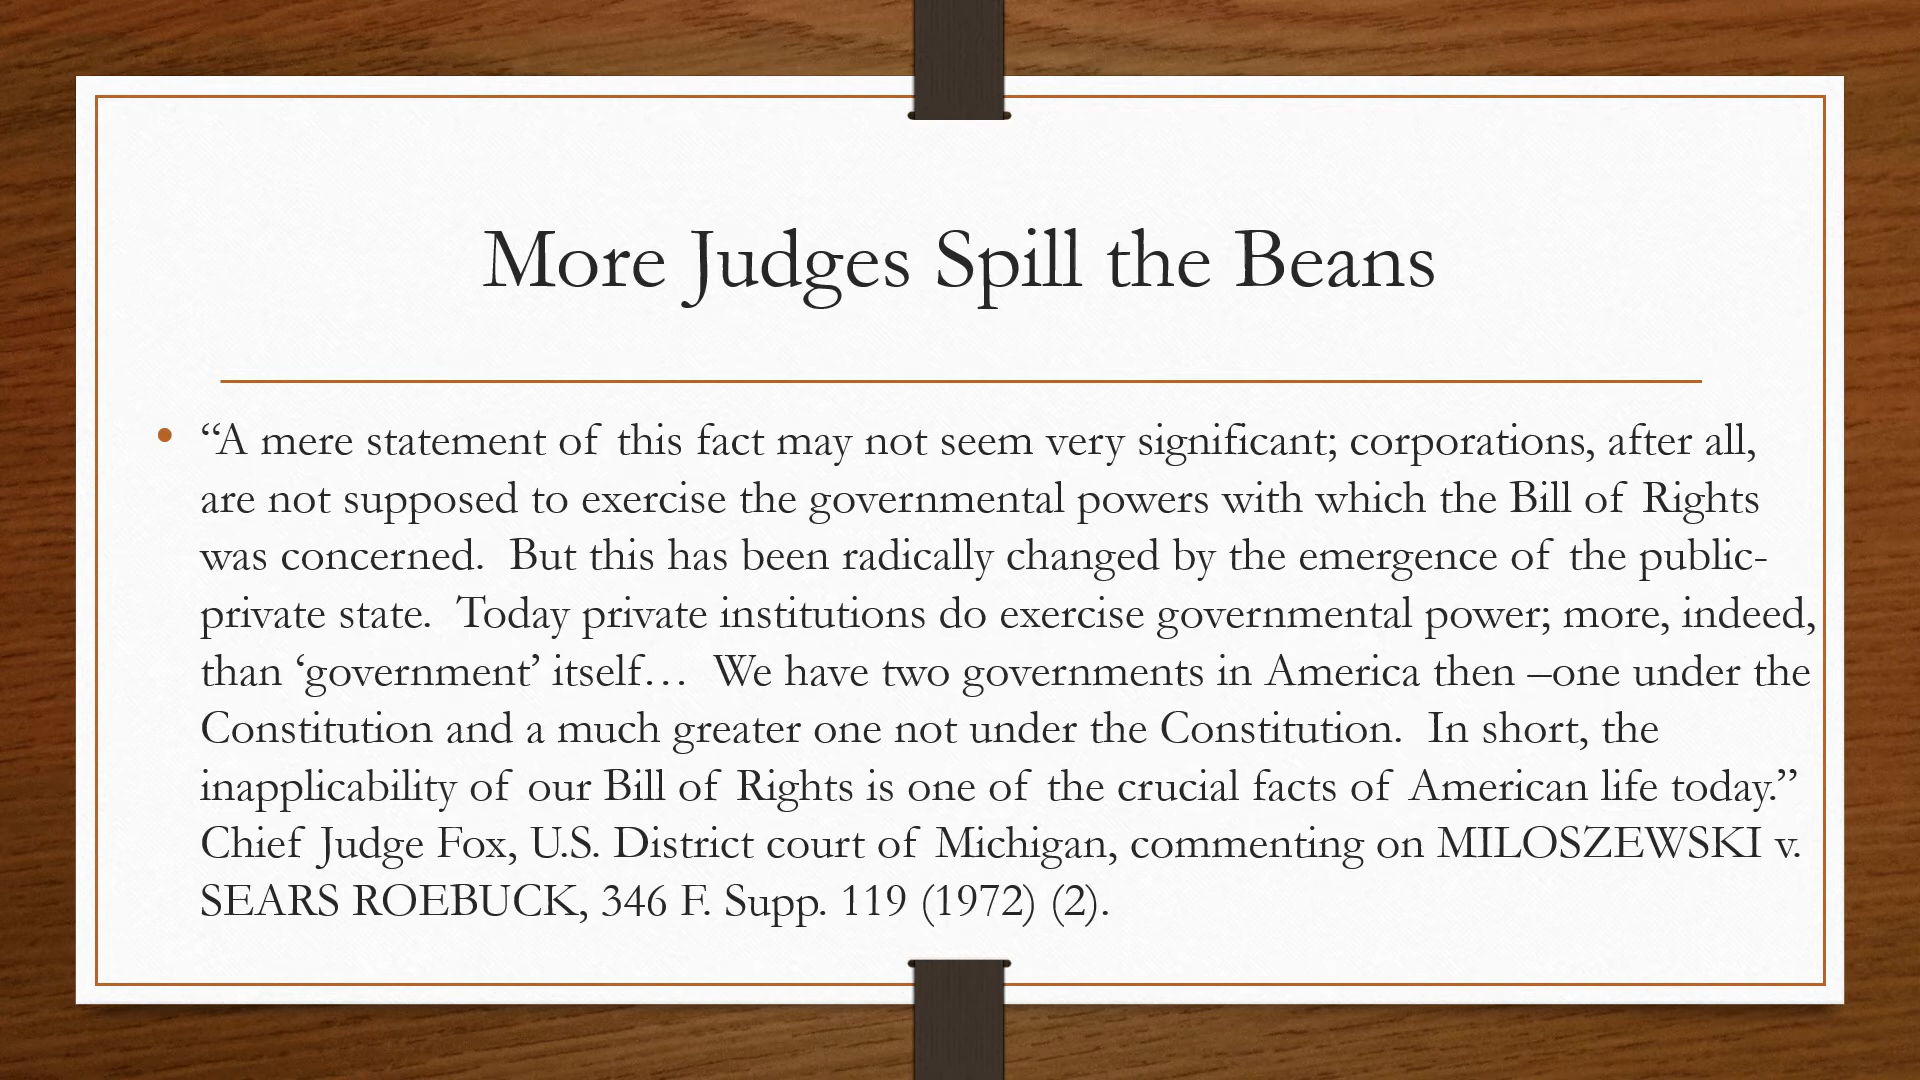 More Judges Spill the Beans
• “A mere statement of this fact may not seem very significant; corporations, after all,
are not supposed to exercise the governmental powers with which the Bill of Rights
was concerned.  But this has been radically changed by the emergence of the public-
private state.  Today private institutions do exercise governmental power; more, indeed,
than ‘government’ itself…  We have two governments in America then –one under the
Constitution and a much greater one not under the Constitution.  In short, the
inapplicability of our Bill of Rights is one of the crucial facts of American life today.”
Chief Judge Fox, U.S. District court of Michigan, commenting on MILOSZEWSKI v.
SEARS ROEBUCK, 346 F. Supp. 119 (1972) (2).